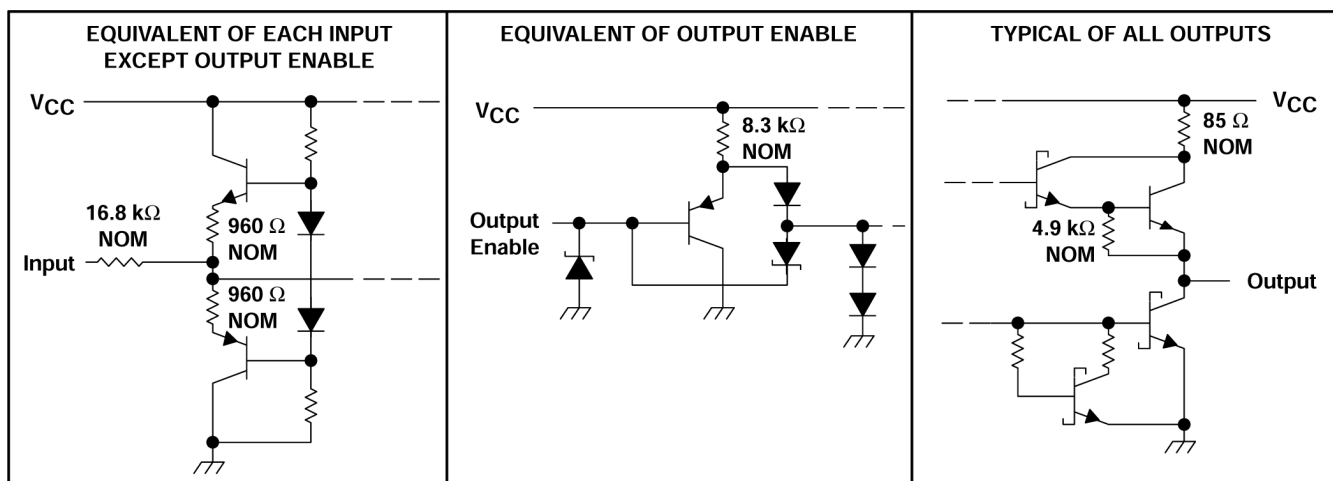 EQUIVALENT OF EACH INPUT
EXCEPT OUTPUT ENABLE
VCC
16.8 kΩ
NOM
960 Ω
NOM
Input
960 Ω
NOM
EQUIVALENT OF OUTPUT ENABLE
VCC
8.3 kΩ
NOM
Output
Enable
TYPICAL OF ALL OUTPUTS
VCC
85 Ω
NOM
4.9 kΩ
NOM
Output